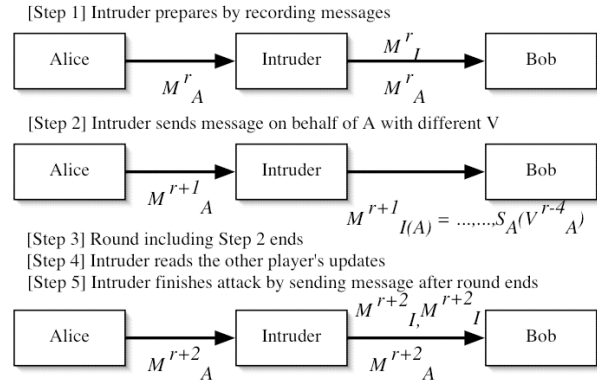 [Step 1] Intruder prepares by recording messages
M^r_I
Alice Intruder Bob
M^r_A M^r_A
[Step 2] Intruder sends message on behalf of A with different V
Alice Intruder Bob
M^{r+1}_A M^{r+1}_{I(A)} = ...,...,S_A(V^{r-4}_A)
[Step 3] Round including Step 2 ends
[Step 4] Intruder reads the other player's updates
[Step 5] Intruder finishes attack by sending message after round ends
M^{r+2}_I, M^{r+2}_I
Alice Intruder Bob
M^{r+2}_A M^{r+2}_A